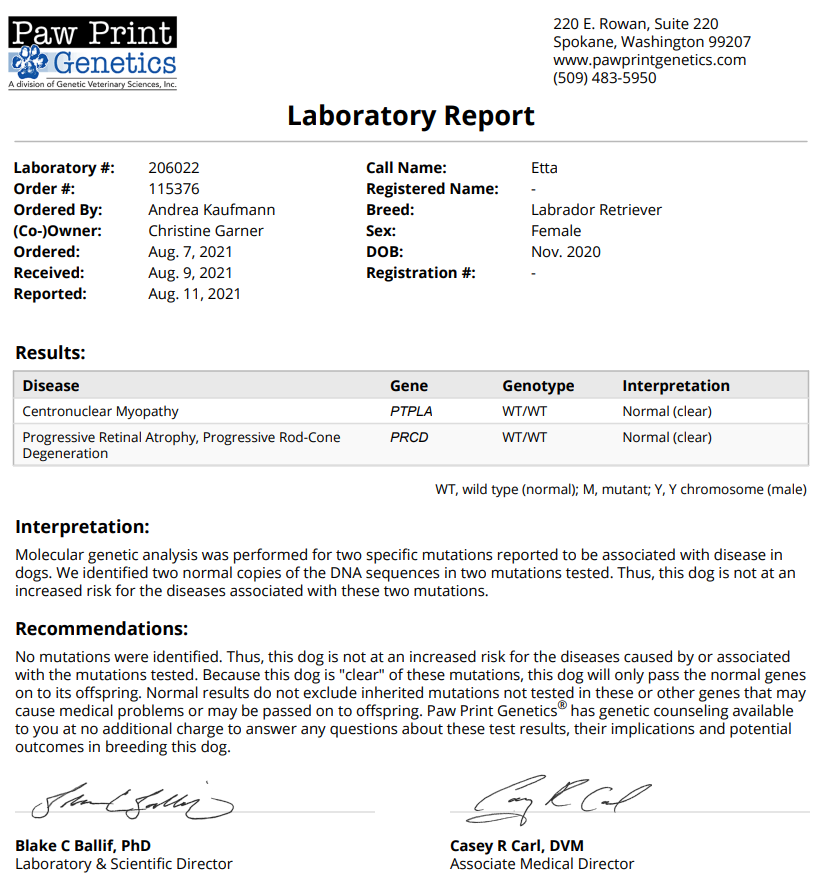 Paw Print
Genetics
A division of Genetic Veterinary Sciences, Inc.
220 E. Rowan, Suite 220
Spokane, Washington 99207
www.pawprintgenetics.com
(509) 483-5950
Laboratory Report
Laboratory #: 206022
Order #: 115376
Ordered By: Andrea Kaufmann
(Co-)Owner: Christine Garner
Ordered: Aug. 7, 2021
Received: Aug. 9, 2021
Reported: Aug. 11, 2021
Call Name: Etta
Registered Name: -
Breed: Labrador Retriever
Sex: Female
DOB: Nov. 2020
Registration #: -
Results:
Disease Gene Genotype Interpretation
Centronuclear Myopathy PTPLA WT/WT Normal (clear)
Progressive Retinal Atrophy, Progressive Rod-Cone PRCD WT/WT Normal (clear)
Degeneration
WT, wild type (normal); M, mutant; Y, Y chromosome (male)
Interpretation:
Molecular genetic analysis was performed for two specific mutations reported to be associated with disease in
dogs. We identified two normal copies of the DNA sequences in two mutations tested. Thus, this dog is not at an
increased risk for the diseases associated with these two mutations.
Recommendations:
No mutations were identified. Thus, this dog is not at an increased risk for the diseases caused by or associated
with the mutations tested. Because this dog is "clear" of these mutations, this dog will only pass the normal genes
on to its offspring. Normal results do not exclude inherited mutations not tested in these or other genes that may
cause medical problems or may be passed on to offspring. Paw Print Genetics® has genetic counseling available
to you at no additional charge to answer any questions about these test results, their implications and potential
outcomes in breeding this dog.
Blake C Ballif, PhD
Laboratory & Scientific Director
Casey R Carl, DVM
Associate Medical Director